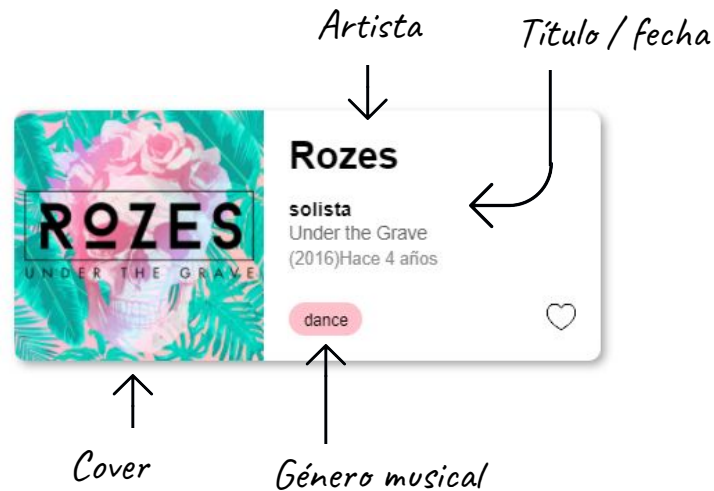 Artista
Título / fecha
Rozes
solista
Under the Grave
(2016)Hace 4 años
dance
ROZES
UNDER THE GRAVE
Cover
Género musical